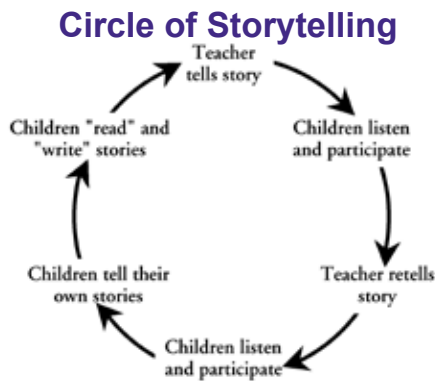 Circle of Storytelling
Teacher
tells story
Children listen
and participate
Teacher retells
story
Children listen
and participate
Children tell their
own stories
Children "read" and
"write" stories